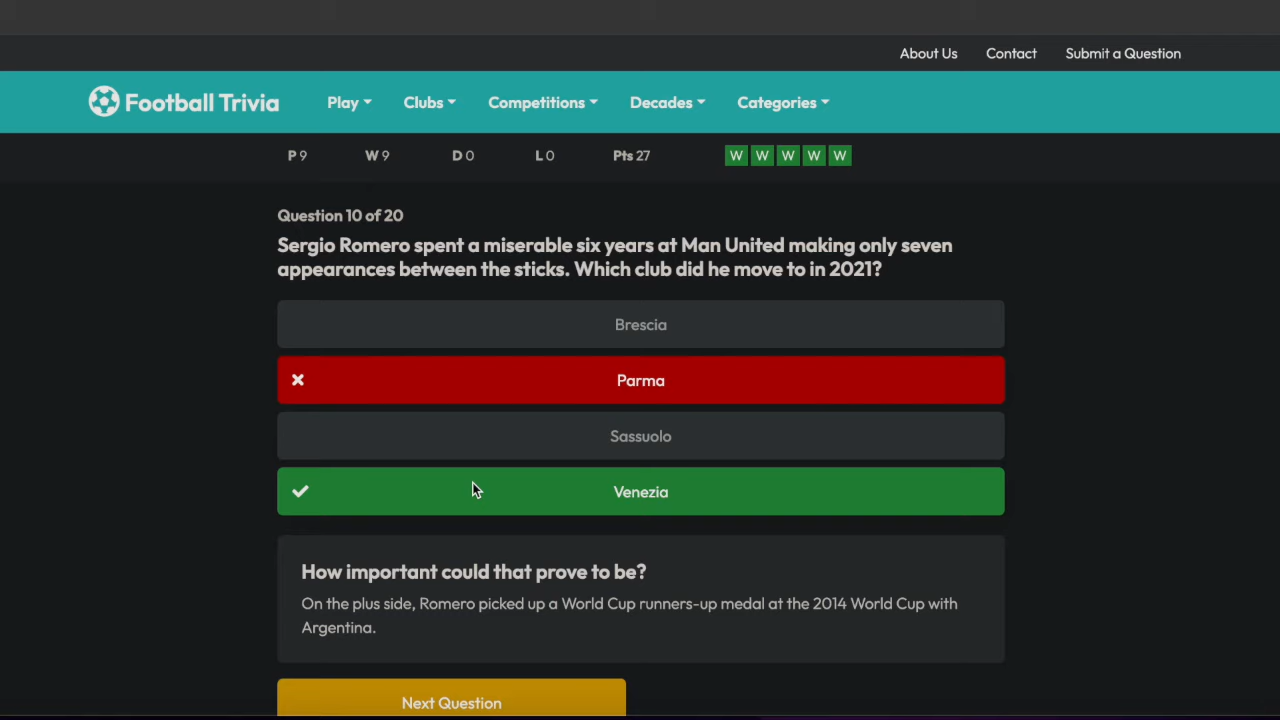 About Us Contact Submit a Question
Football Trivia Play Clubs Competitions Decades Categories
P 9 W 9 D 0 L 0 Pts 27 W W W W W
Question 10 of 20
Sergio Romero spent a miserable six years at Man United making only seven
appearances between the sticks. Which club did he move to in 2021?
Brescia
Parma
Sassuolo
Venezia
How important could that prove to be?
On the plus side, Romero picked up a World Cup runners-up medal at the 2014 World Cup with
Argentina.
Next Question